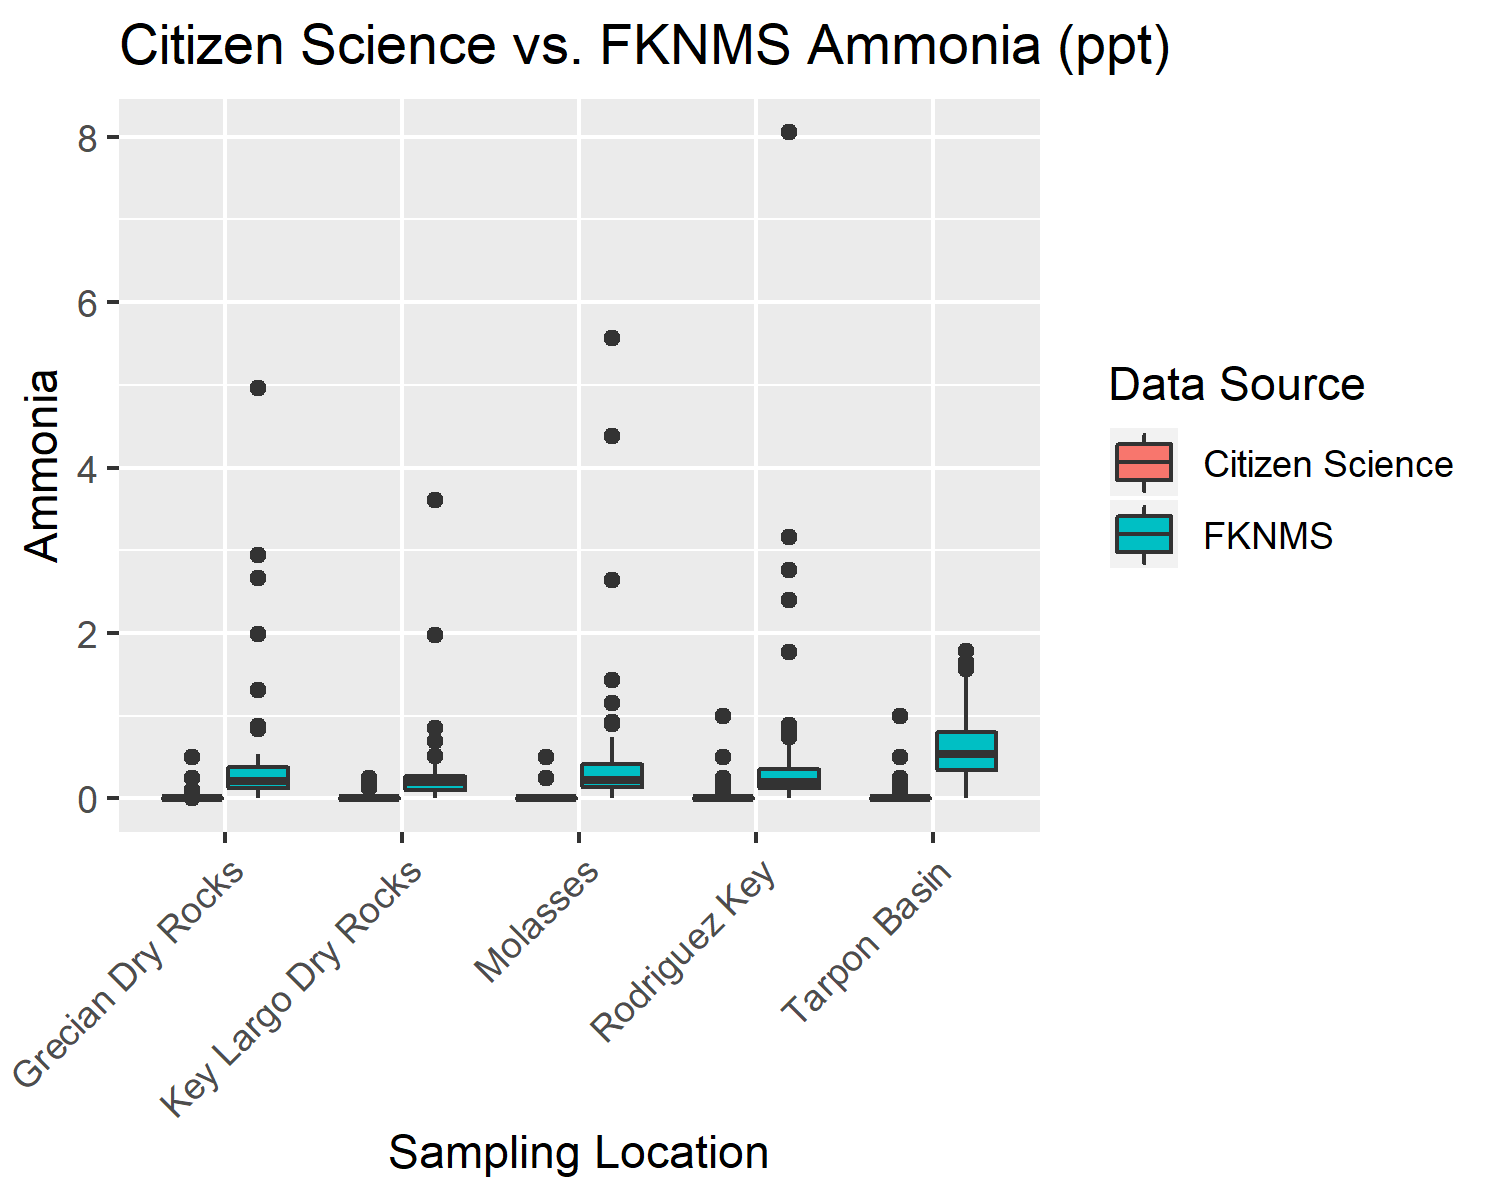 Citizen Science vs. FKNMS Ammonia (ppt)
8
6
4
2
0
Ammonia
Grecian Dry Rocks
Key Largo Dry Rocks
Molasses
Rodriguez Key
Tarpon Basin
Sampling Location
Data Source
Citizen Science
FKNMS